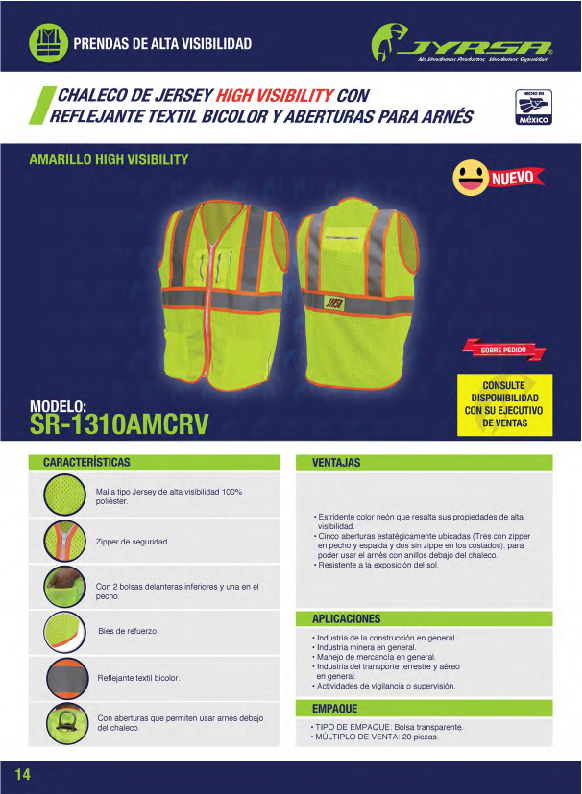 PRENDAS DE ALTA VISIBILIDAD
JYRSA®
No Vendemos Productos, Vendemos Seguridad
CHALECO DE JERSEY HIGH VISIBILITY CON
REFLEJANTE TEXTIL BICOLOR Y ABERTURAS PARA ARNÉS
HECHO EN
MÉXICO
AMARILLO HIGH VISIBILITY
NUEVO
JYRSA
SOBRE PEDIDO
CONSULTE
DISPONIBILIDAD
CON SU EJECUTIVO
DE VENTAS
MODELO:
SR-1310AMCRV
CARACTERÍSTICAS
Malla tipo Jersey de alta visibilidad 100%
poliéster.
Zipper de seguridad.
Con 2 bolsas delanteras inferiores y una en el
pecho.
Bies de refuerzo.
Reflejante textil bicolor.
Con aberturas que permiten usar arnes debajo
del chaleco.
VENTAJAS
• Estridente color neón que resalta sus propiedades de alta
visibilidad.
• Cinco aberturas estatégicamente ubicadas (Tres con zipper
en pecho y espada y dos sin zippe en los costados), para
poder usar el arnés con anillos debajo del chaleco.
• Resistente a la exposición del sol.
APLICACIONES
• Industria de la construcción en general.
• Industria minera en general.
• Manejo de mercancía en general.
• Industria del transporte terrestre y aéreo
en general.
• Actividades de vigilancia o supervisión.
EMPAQUE
• TIPO DE EMPAQUE: Bolsa transparente.
• MÚLTIPLO DE VENTA: 20 piezas.
14